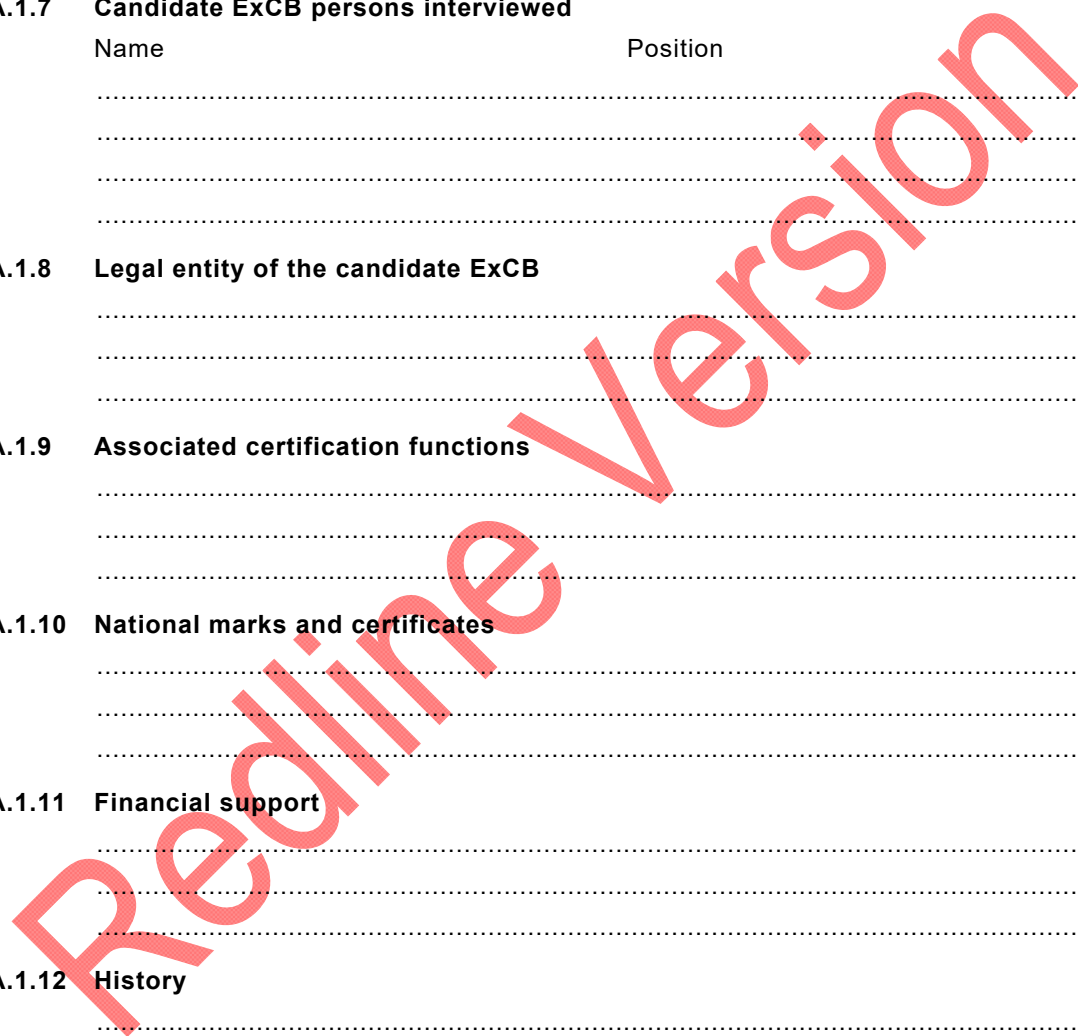 A.1.7 Candidate ExCB persons interviewed
Name Position
................................................................................
................................................................................
................................................................................
................................................................................
A.1.8 Legal entity of the candidate ExCB
................................................................................
................................................................................
................................................................................
A.1.9 Associated certification functions
................................................................................
................................................................................
................................................................................
A.1.10 National marks and certificates
................................................................................
................................................................................
................................................................................
A.1.11 Financial support
................................................................................
................................................................................
................................................................................
A.1.12 History
................................................................................
Redline Version